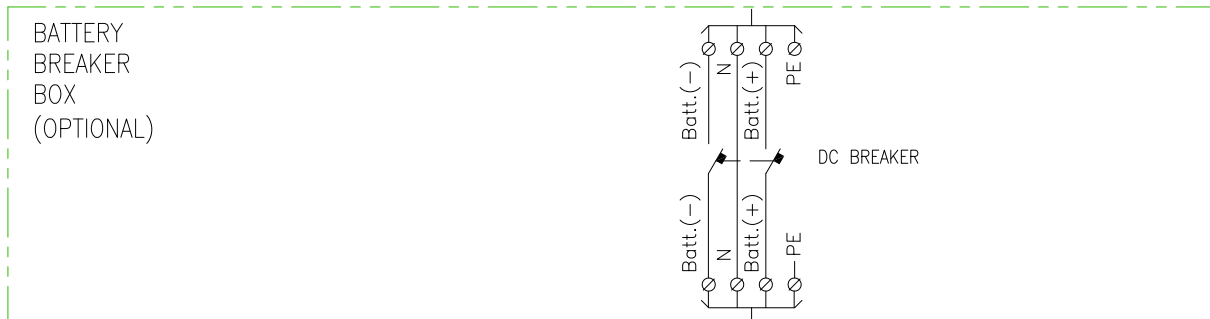 BATTERY
BREAKER
BOX
(OPTIONAL)
Batt.(-)
N
Batt.(+)
PE
DC BREAKER
Batt.(-)
N
Batt.(+)
PE